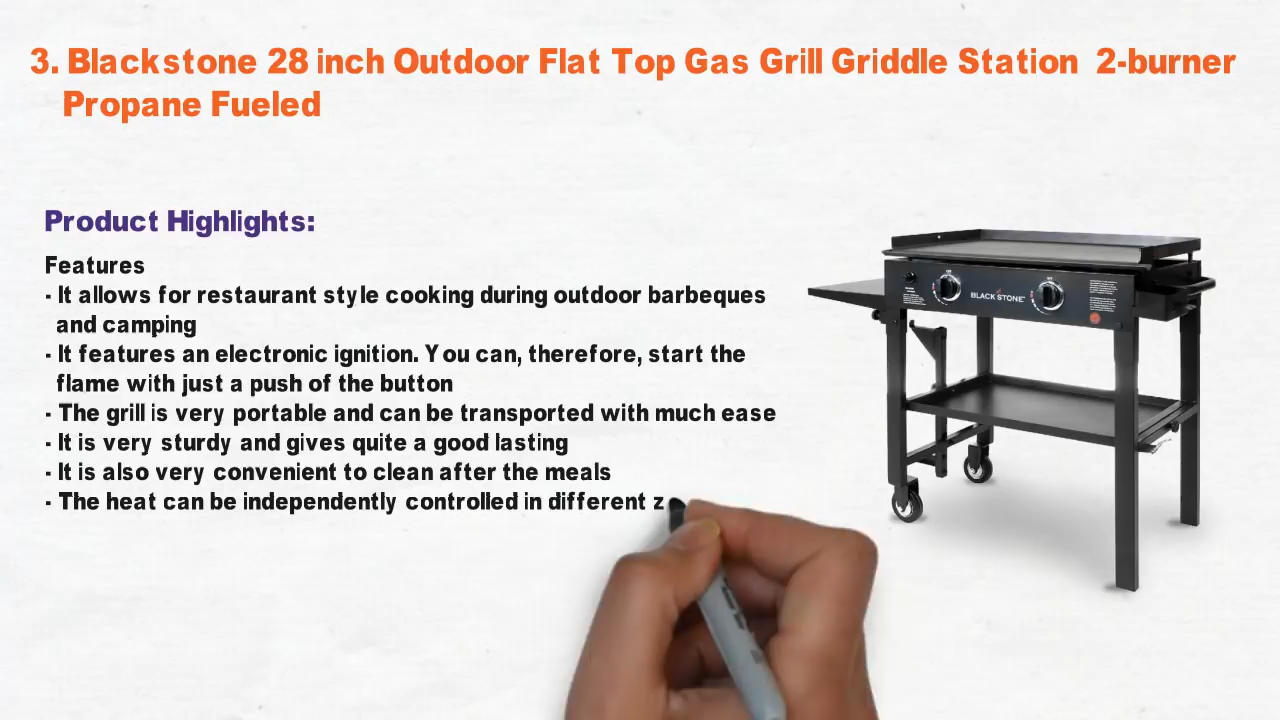 3. Blackstone 28 inch Outdoor Flat Top Gas Grill Griddle Station 2-burner
Propane Fueled
Product Highlights:
Features
- It allows for restaurant style cooking during outdoor barbeques
and camping
- It features an electronic ignition. You can, therefore, start the
flame with just a push of the button
- The grill is very portable and can be transported with much ease
- It is very sturdy and gives quite a good lasting
- It is also very convenient to clean after the meals
- The heat can be independently controlled in different z
BLACKSTONE